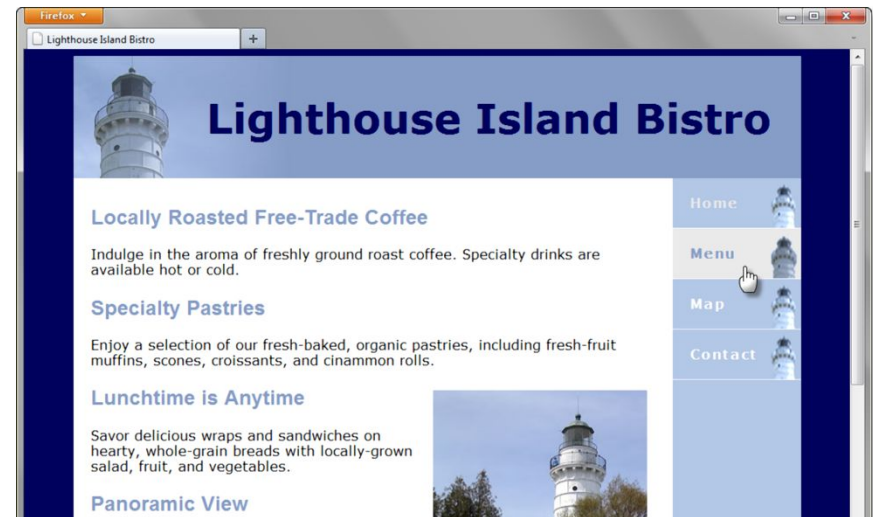 Firefox
Lighthouse Island Bistro
Lighthouse Island Bistro
Home
Menu
Map
Contact
Locally Roasted Free-Trade Coffee
Indulge in the aroma of freshly ground roast coffee. Specialty drinks are
available hot or cold.
Specialty Pastries
Enjoy a selection of our fresh-baked, organic pastries, including fresh-fruit
muffins, scones, croissants, and cinammon rolls.
Lunchtime is Anytime
Savor delicious wraps and sandwiches on
hearty, whole-grain breads with locally-grown
salad, fruit, and vegetables.
Panoramic View